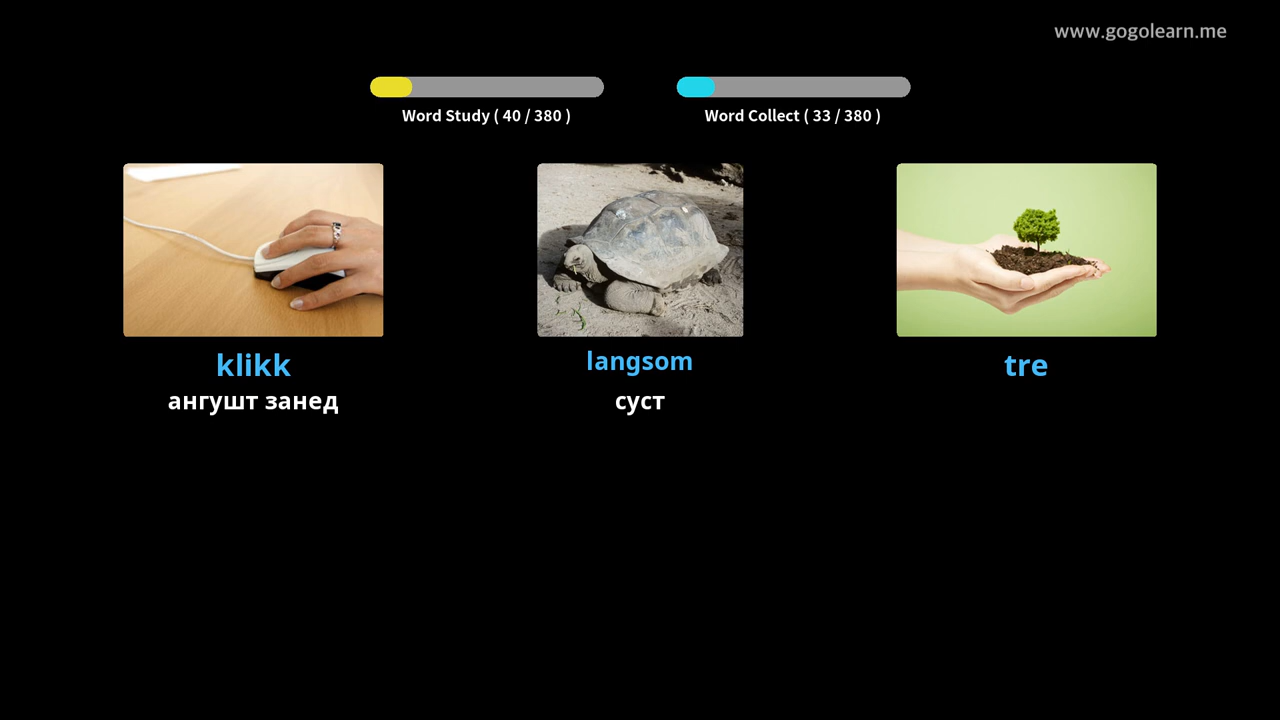 www.gogolearn.me
Word Study ( 40 / 380 )
Word Collect ( 33 / 380 )
klikk
ангушт занед
langsom
суст
tre